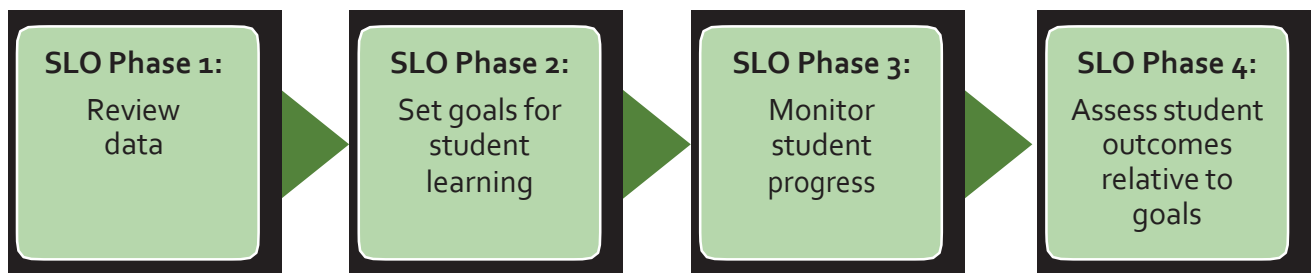 SLO Phase 1:
Review
data
SLO Phase 2:
Set goals for
student
learning
SLO Phase 3:
Monitor
student
progress
SLO Phase 4:
Assess student
outcomes
relative to
goals